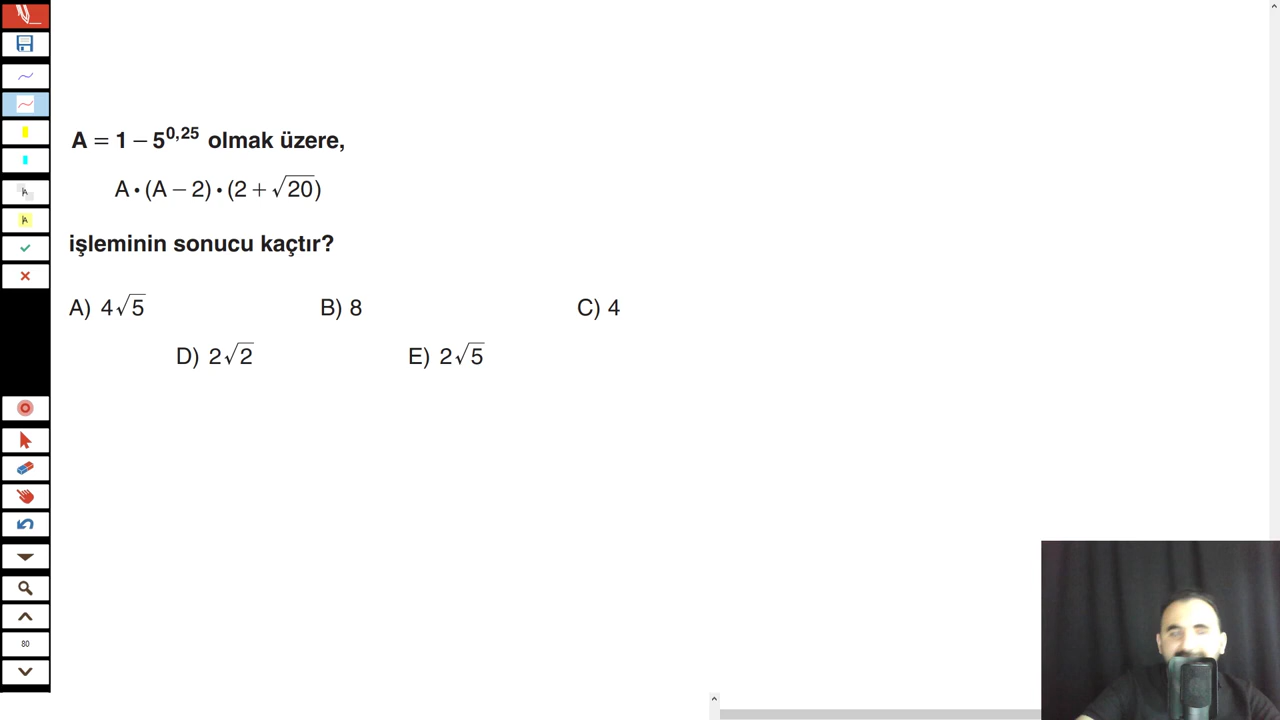 A = 1 − 5^0,25 olmak üzere,
A • (A − 2) • (2 + √20)
işleminin sonucu kaçtır?
A) 4√5 B) 8 C) 4
D) 2√2 E) 2√5
A
A
80